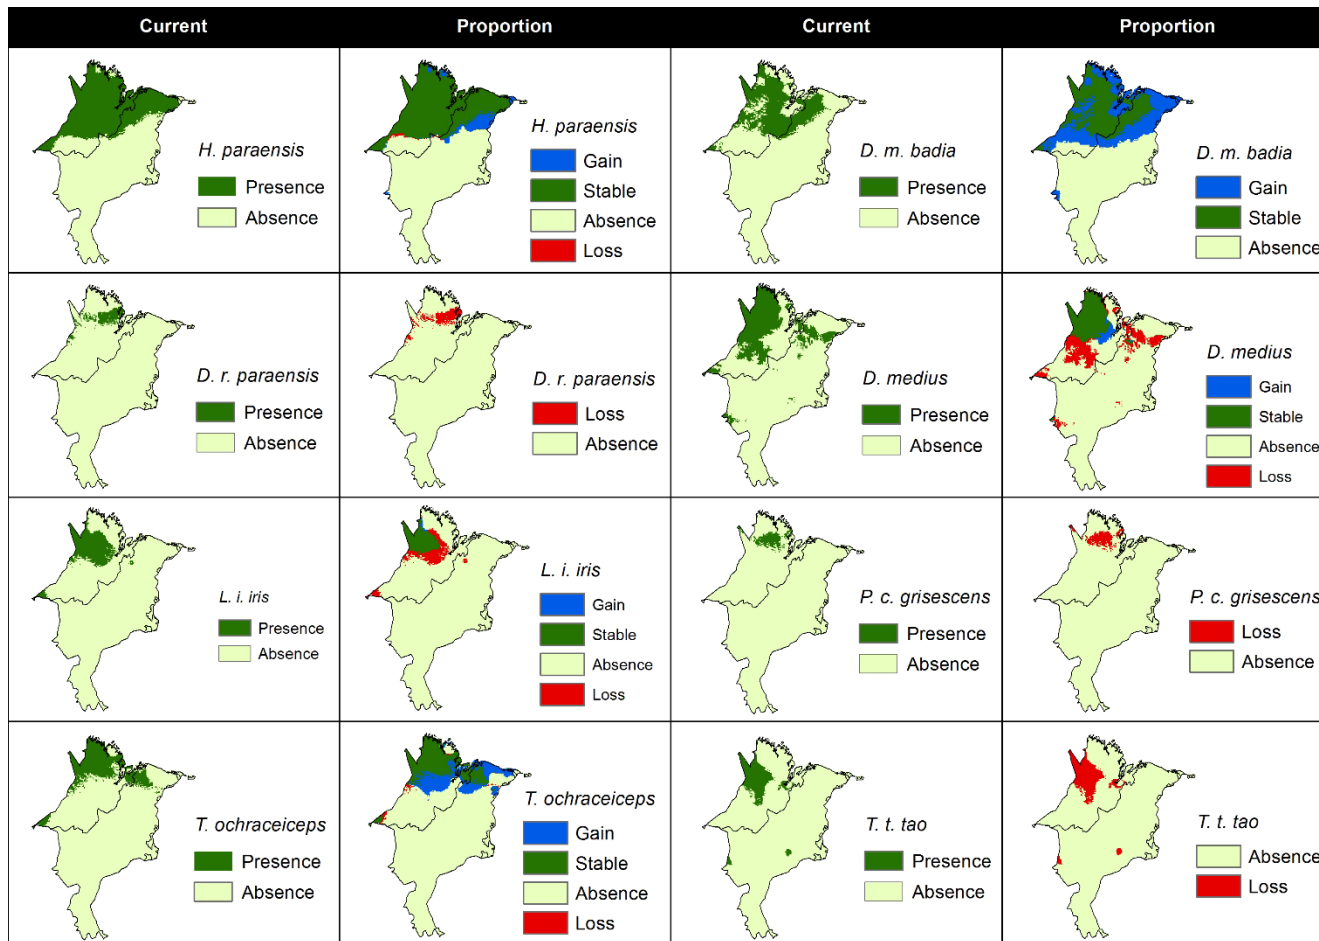 Current
Proportion
Current
Proportion
H. paraensis
Presence
Absence
H. paraensis
Gain
Stable
Absence
Loss
D. m. badia
Presence
Absence
D. m. badia
Gain
Stable
Absence
D. r. paraensis
Presence
Absence
D. r. paraensis
Loss
Absence
D. medius
Presence
Absence
D. medius
Gain
Stable
Absence
Loss
L. i. iris
Presence
Absence
L. i. iris
Gain
Stable
Absence
Loss
P. c. grisescens
Presence
Absence
P. c. grisescens
Loss
Absence
T. ochraceiceps
Presence
Absence
T. ochraceiceps
Gain
Stable
Absence
Loss
T. t. tao
Presence
Absence
T. t. tao
Absence
Loss